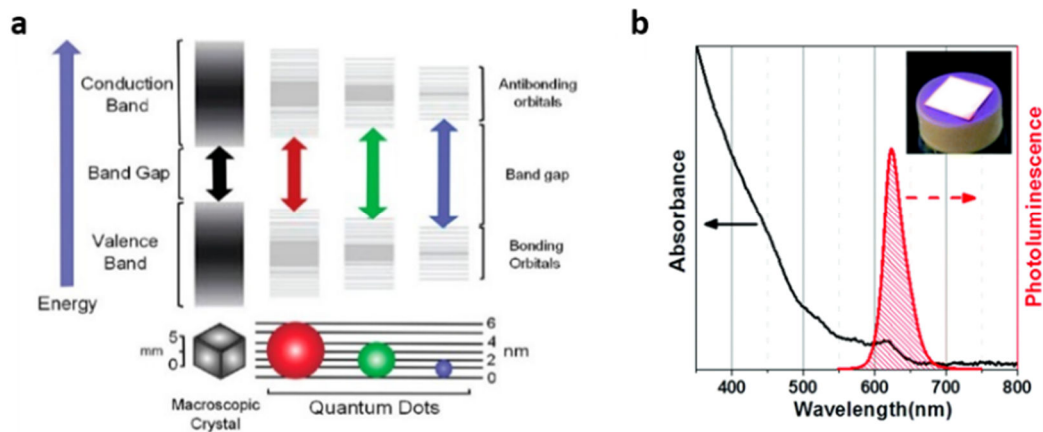 a
Conduction
Band
Band Gap
Valence
Band
Energy
Antibonding
orbitals
Band gap
Bonding
Orbitals
5
mm
0
6
4
nm
2
0
Macroscopic
Crystal
Quantum Dots
b
Absorbance
Photoluminescence
400 500 600 700 800
Wavelength(nm)